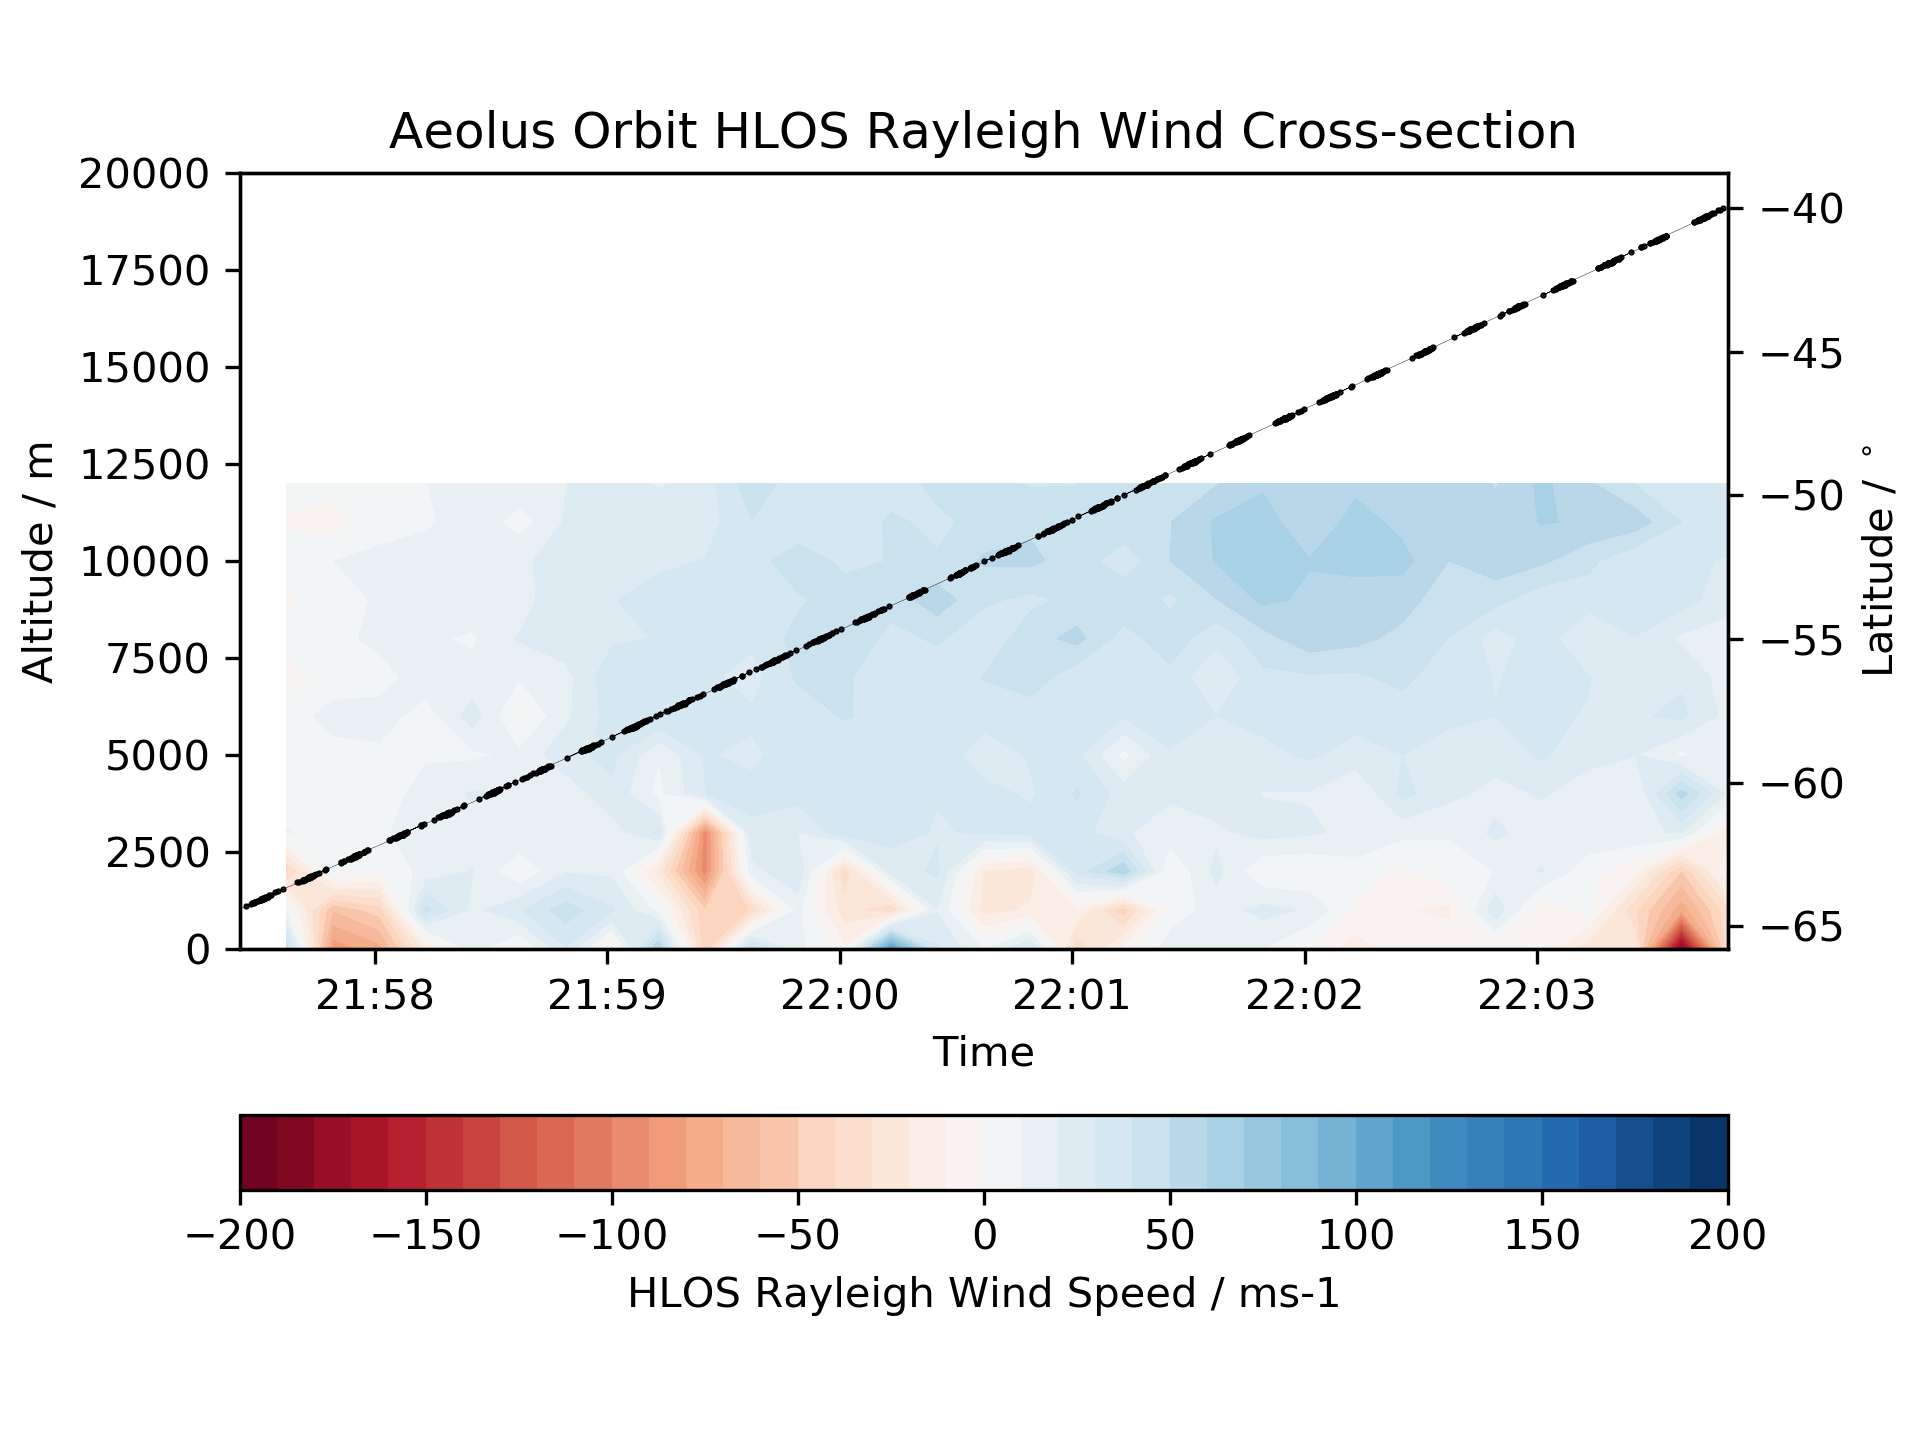 Aeolus Orbit HLOS Rayleigh Wind Cross-section
20000
17500
15000
12500
10000
7500
5000
2500
0
Altitude / m
−40
−45
−50
−55
−60
−65
Latitude / °
21:58 21:59 22:00 22:01 22:02 22:03
Time
−200 −150 −100 −50 0 50 100 150 200
HLOS Rayleigh Wind Speed / ms-1